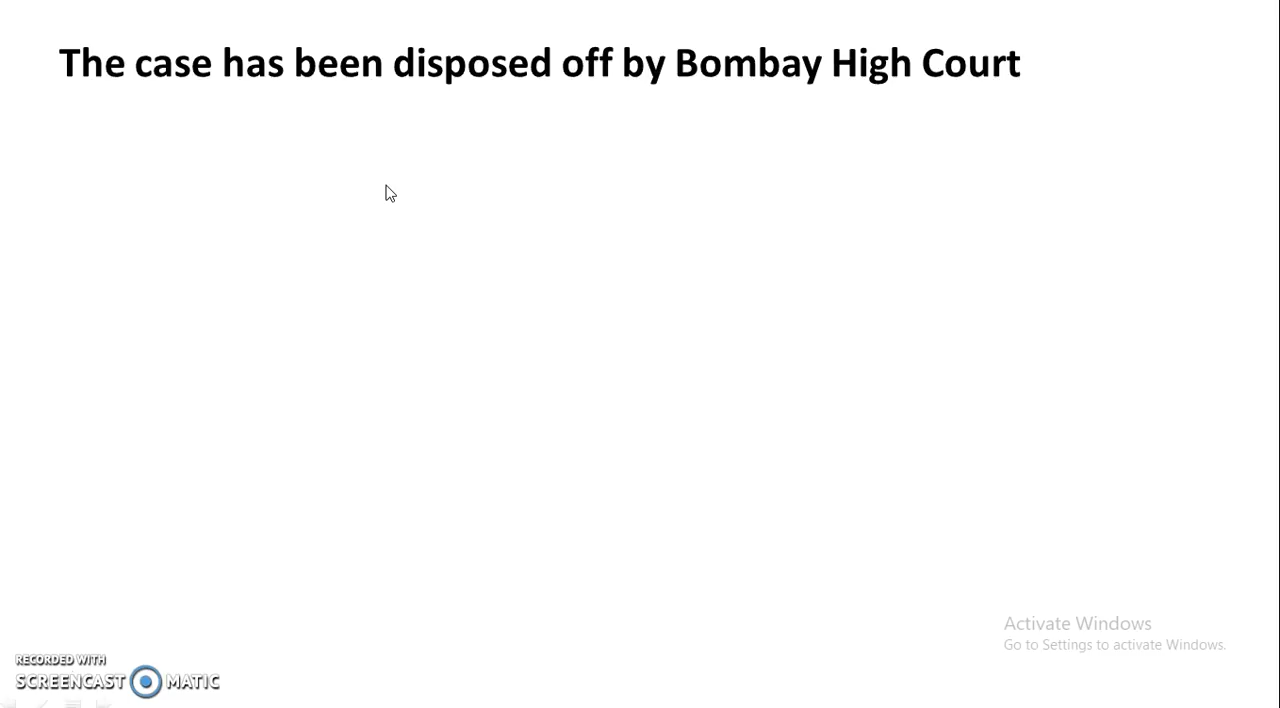 The case has been disposed off by Bombay High Court
Activate Windows
Go to Settings to activate Windows.
RECORDED WITH
SCREENCAST MATIC